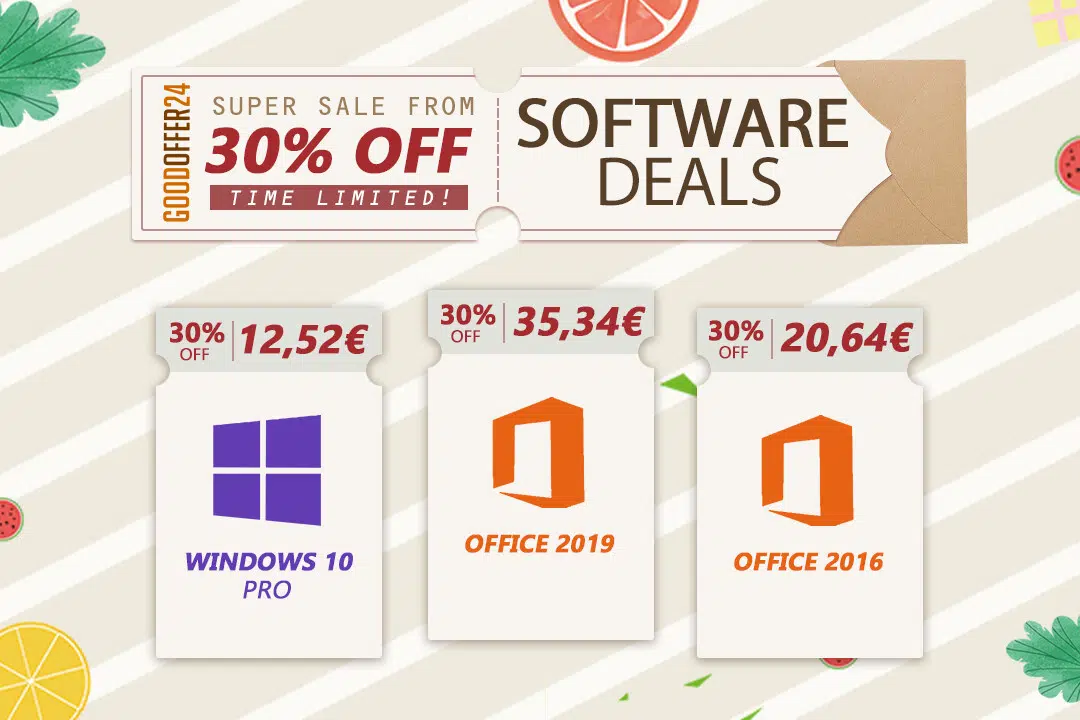 GOODOFFER24
SUPER SALE FROM
30% OFF
TIME LIMITED!
SOFTWARE
DEALS
30%
OFF
12,52€
WINDOWS 10
PRO
30%
OFF
35,34€
OFFICE 2019
30%
OFF
20,64€
OFFICE 2016